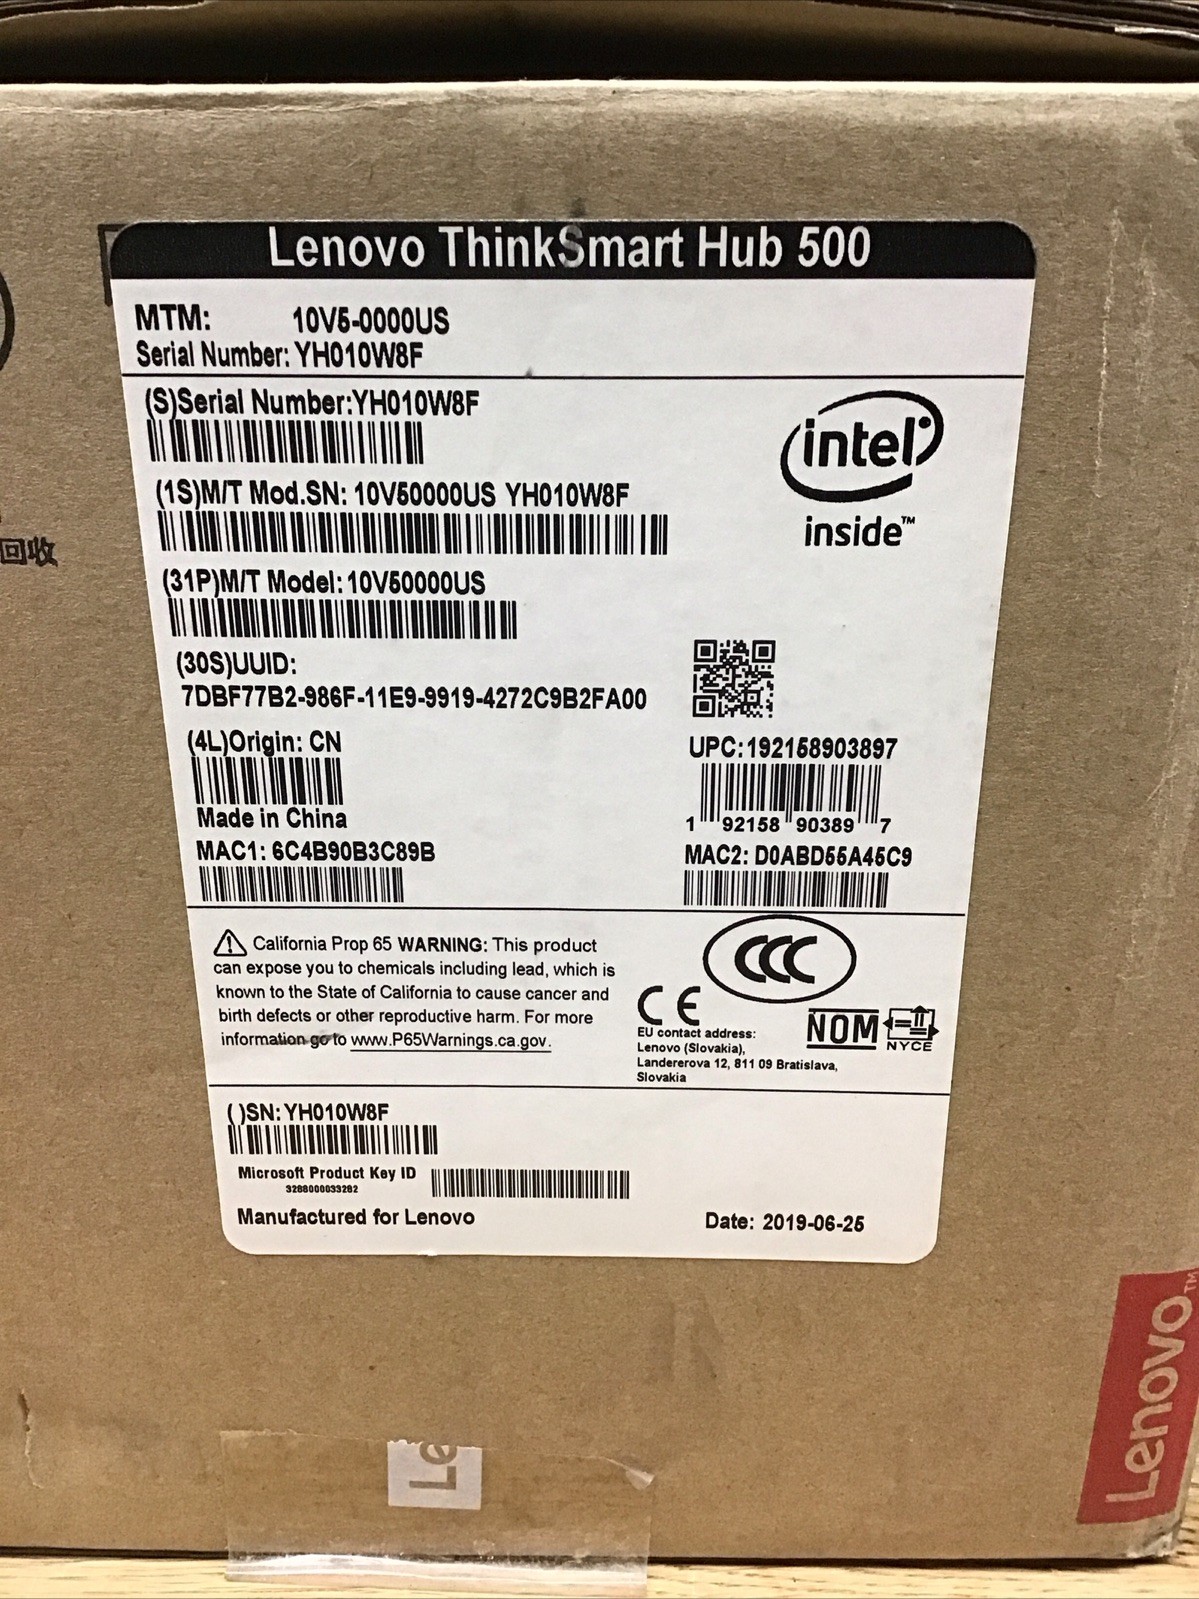 Lenovo ThinkSmart Hub 500
MTM: 10V5-0000US
Serial Number: YH010W8F
(S)Serial Number:YH010W8F
(1S)M/T Mod.SN: 10V50000US YH010W8F
(31P)M/T Model:10V50000US
(30S)UUID:
7DBF77B2-986F-11E9-9919-4272C9B2FA00
(4L)Origin: CN
Made in China
MAC1: 6C4B90B3C89B
intel
inside™
UPC:192158903897
1 92158 90389 7
MAC2: D0ABD55A45C9
California Prop 65 WARNING: This product
can expose you to chemicals including lead, which is
known to the State of California to cause cancer and
birth defects or other reproductive harm. For more
information go to www.P65Warnings.ca.gov.
CCC
CE
NOM
NYCE
EU contact address:
Lenovo (Slovakia),
Landererova 12, 811 09 Bratislava,
Slovakia
( )SN:YH010W8F
Microsoft Product Key ID
3288000033282
Manufactured for Lenovo
Date: 2019-06-25
回收
Lenovo™
Le